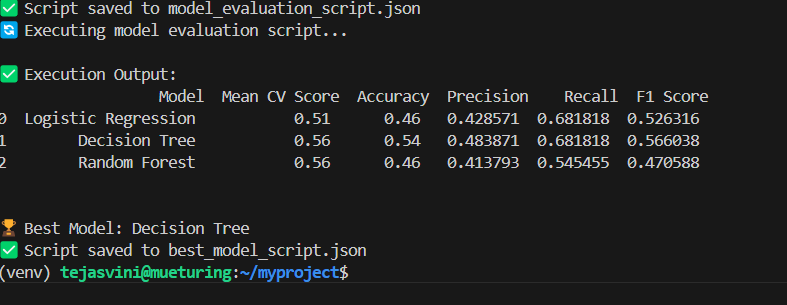 ✅ Script saved to model_evaluation_script.json
🔄 Executing model evaluation script...
✅ Execution Output:
Model Mean CV Score Accuracy Precision Recall F1 Score
0 Logistic Regression 0.51 0.46 0.428571 0.681818 0.526316
1 Decision Tree 0.56 0.54 0.483871 0.681818 0.566038
2 Random Forest 0.56 0.46 0.413793 0.545455 0.470588
🏆 Best Model: Decision Tree
✅ Script saved to best_model_script.json
(venv) tejasvini@mueturing:~/myproject$